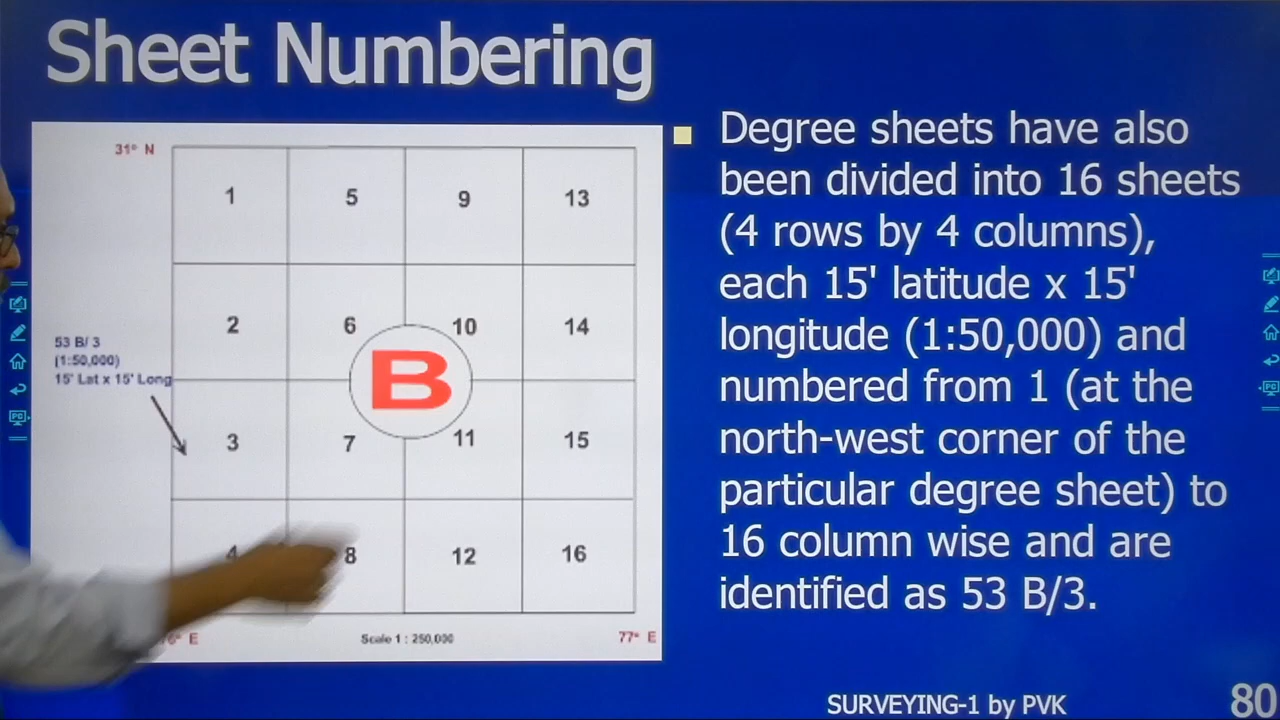 Sheet Numbering
31° N
1 5 9 13
2 6 10 14
53 B/ 3
(1:50,000)
15' Lat x 15' Long
B
3 7 11 15
4 8 12 16
E
Scale 1 : 250,000
77° E
Degree sheets have also
been divided into 16 sheets
(4 rows by 4 columns),
each 15' latitude x 15'
longitude (1:50,000) and
numbered from 1 (at the
north-west corner of the
particular degree sheet) to
16 column wise and are
identified as 53 B/3.
SURVEYING-1 by PVK
80